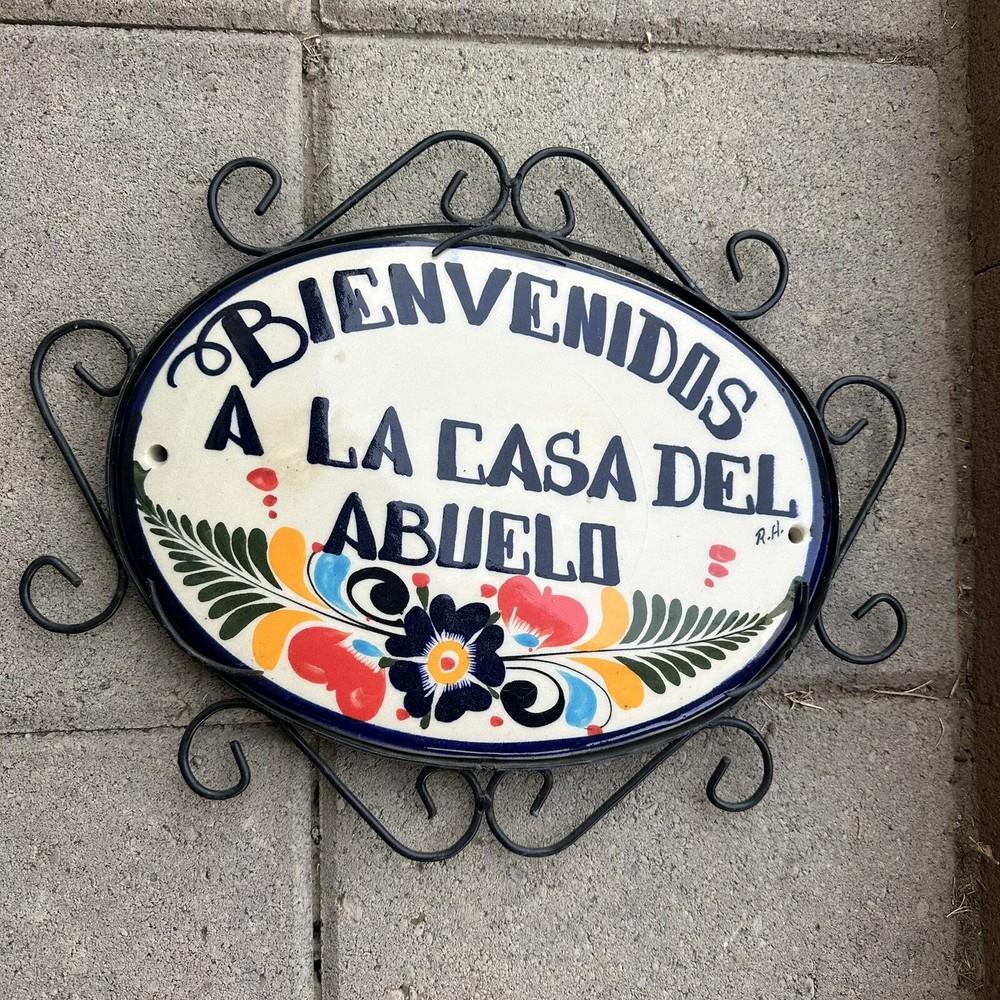 BIENVENIDOS
A LA CASA DEL
ABUELO
R.H.